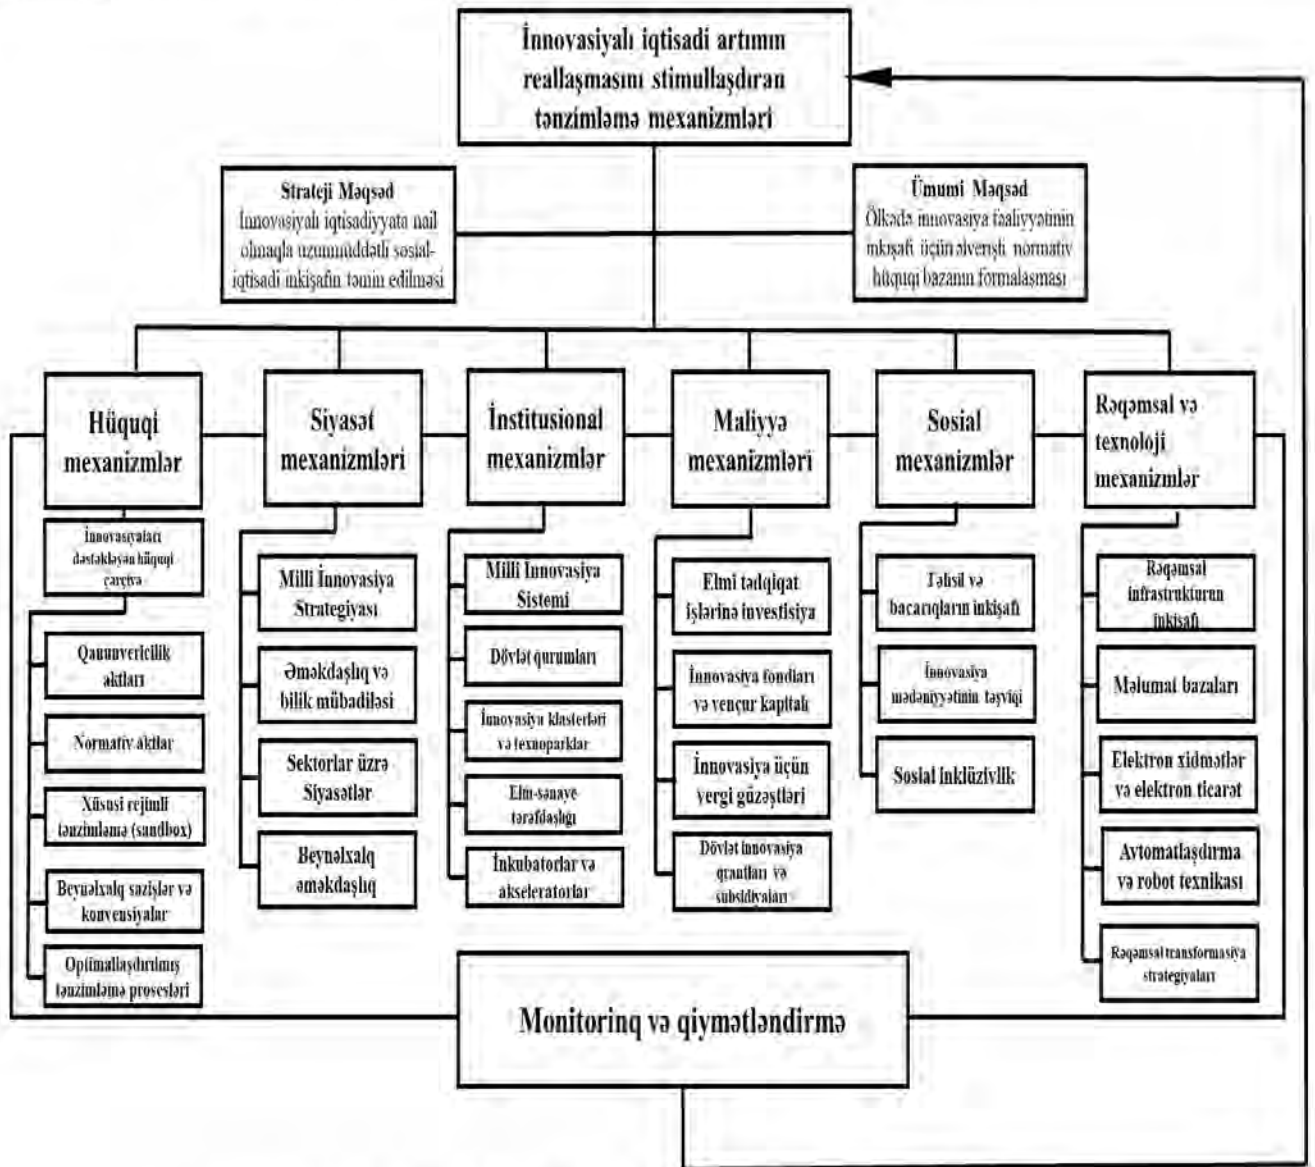 İnnovasiyalı iqtisadi artımın
reallaşmasını stimullaşdıran
tənzimləmə mexanizmləri
Strateji Məqsəd
İnnovasiyalı iqtisadiyyata nail
olmaqla uzunmüddətli sosial-
iqtisadi inkişafın təmin edilməsi
Ümumi Məqsəd
Ölkədə innovasiya fəaliyyətinin
inkişafı üçün əlverişli normativ
hüquqi bazanın formalaşması
Hüquqi
mexanizmlər
Siyasət
mexanizmləri
İnstitusional
mexanizmlər
Maliyyə
mexanizmləri
Sosial
mexanizmlər
Rəqəmsal və
texnoloji
mexanizmlər
İnnovasiyaları
dəstəkləyən hüquqi
çərçivə
Qanunvericilik
aktları
Normativ aktlar
Xüsusi rejimli
tənzimləmə (sandbox)
Beynəlxalq sazişlər və
konvensiyalar
Optimallaşdırılmış
tənzimləmə prosesləri
Milli İnnovasiya
Strategiyası
Əməkdaşlıq və
bilik mübadiləsi
Sektorlar üzrə
Siyasətlər
Beynəlxalq
əməkdaşlıq
Milli İnnovasiya
Sistemi
Dövlət qurumları
İnnovasiya klasterləri
və texnoparklar
Elm-sənaye
tərəfdaşlığı
İnkubatorlar və
akseleratorlar
Elmi tədqiqat
işlərinə investisiya
İnnovasiya fondları
və vençur kapitalı
İnnovasiya üçün
vergi güzəştləri
Dövlət innovasiya
qrantları və
subsidiyaları
Təhsil və
bacarıqların inkişafı
İnnovasiya
mədəniyyətinin təşviqi
Sosial inklüzivlik
Rəqəmsal
infrastrukturun
inkişafı
Məlumat bazaları
Elektron xidmətlər
və elektron ticarət
Avtomatlaşdırma
və robot texnikası
Rəqəmsal transformasiya
strategiyaları
Monitorinq və qiymətləndirmə